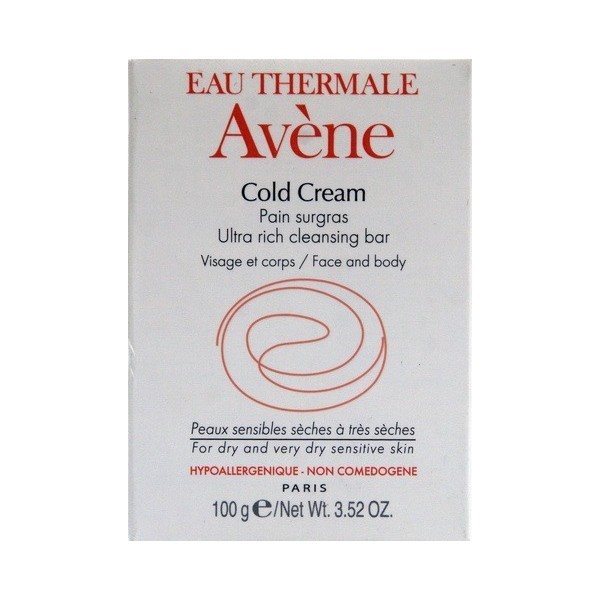 EAU THERMALE
Avène
Cold Cream
Pain surgras
Ultra rich cleansing bar
Visage et corps / Face and body
Peaux sensibles sèches à très sèches
For dry and very dry sensitive skin
HYPOALLERGENIQUE - NON COMEDOGENE
PARIS
100 g ℮/Net Wt. 3.52 OZ.